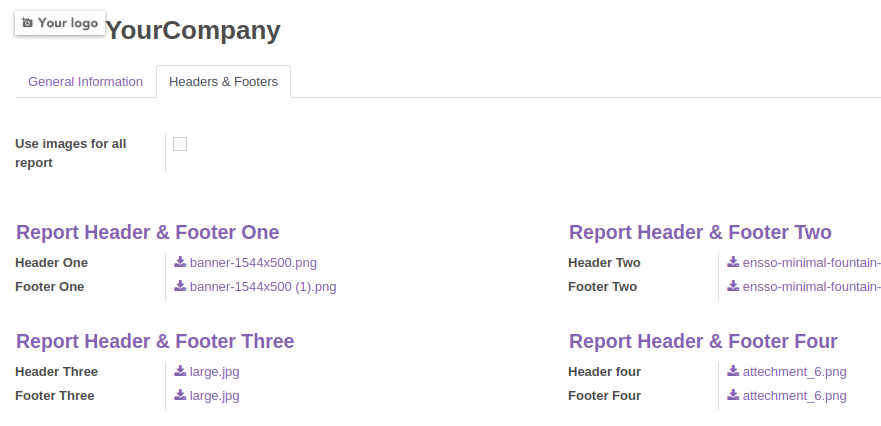 Your logo YourCompany
General Information Headers & Footers
Use images for all
report
Report Header & Footer One
Header One banner-1544x500.png
Footer One banner-1544x500 (1).png
Report Header & Footer Two
Header Two ensso-minimal-fountain-
Footer Two ensso-minimal-fountain-
Report Header & Footer Three
Header Three large.jpg
Footer Three large.jpg
Report Header & Footer Four
Header four attechment_6.png
Footer Four attechment_6.png